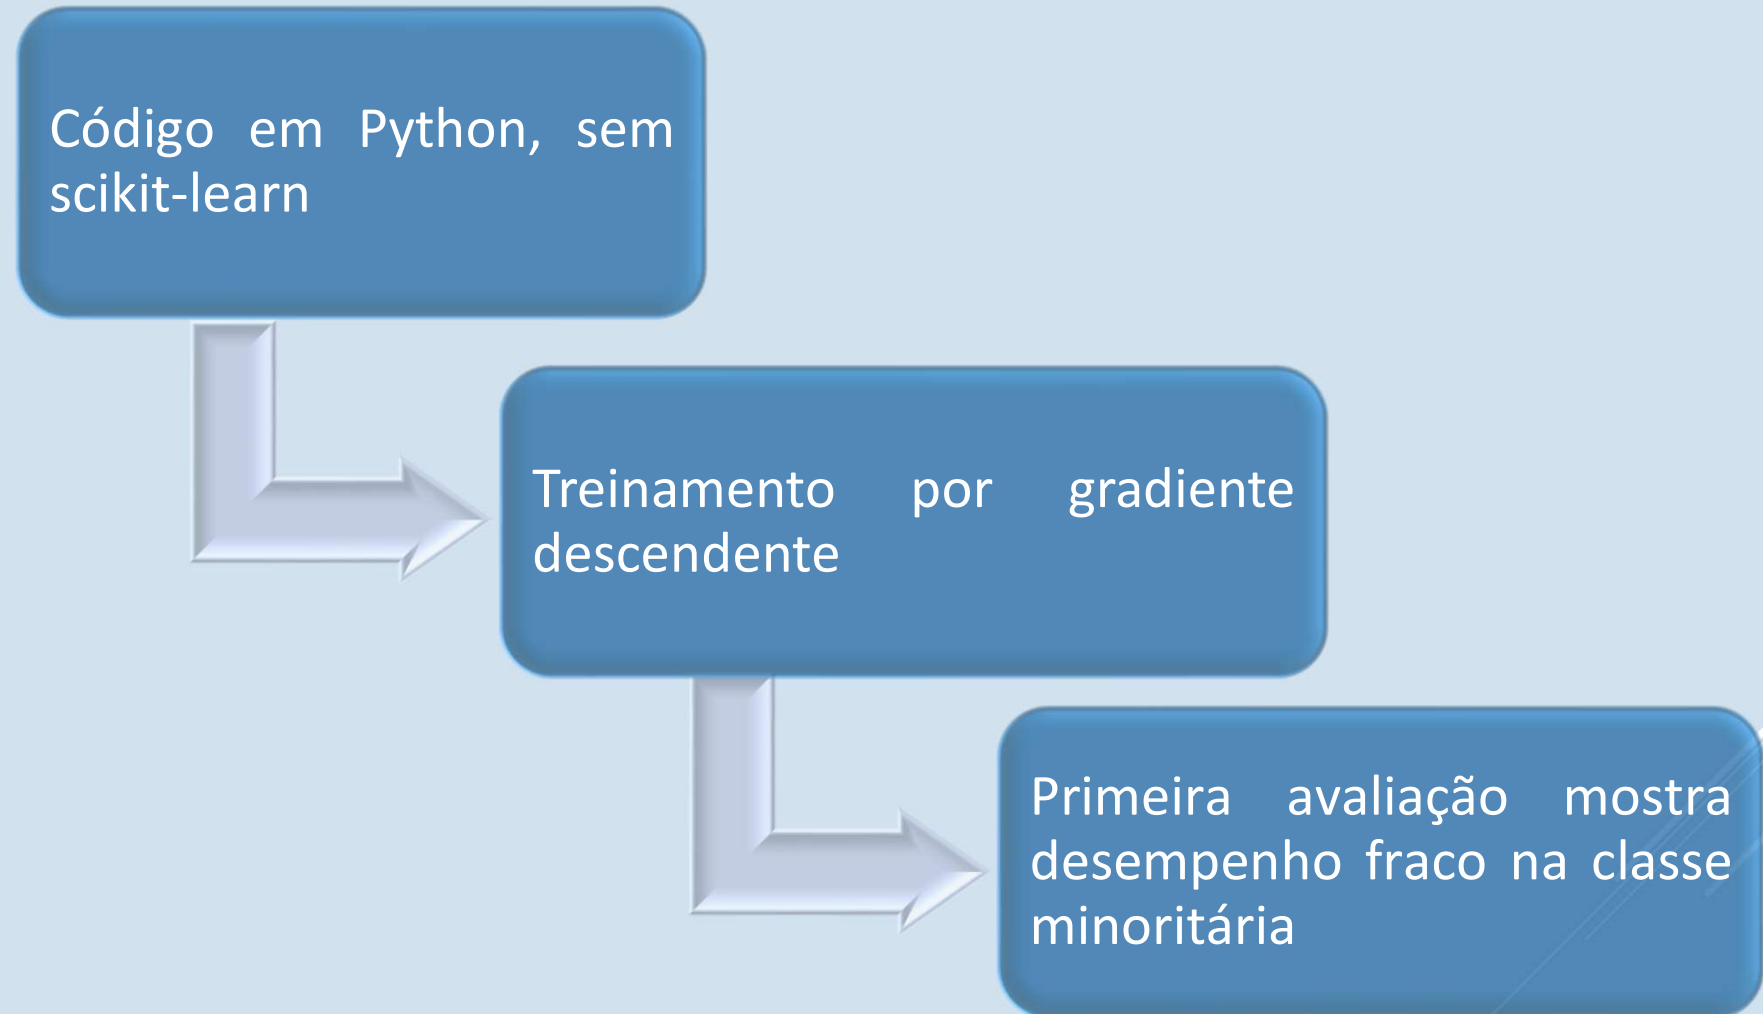 Código em Python, sem
scikit-learn
Treinamento por gradiente
descendente
Primeira avaliação mostra
desempenho fraco na classe
minoritária